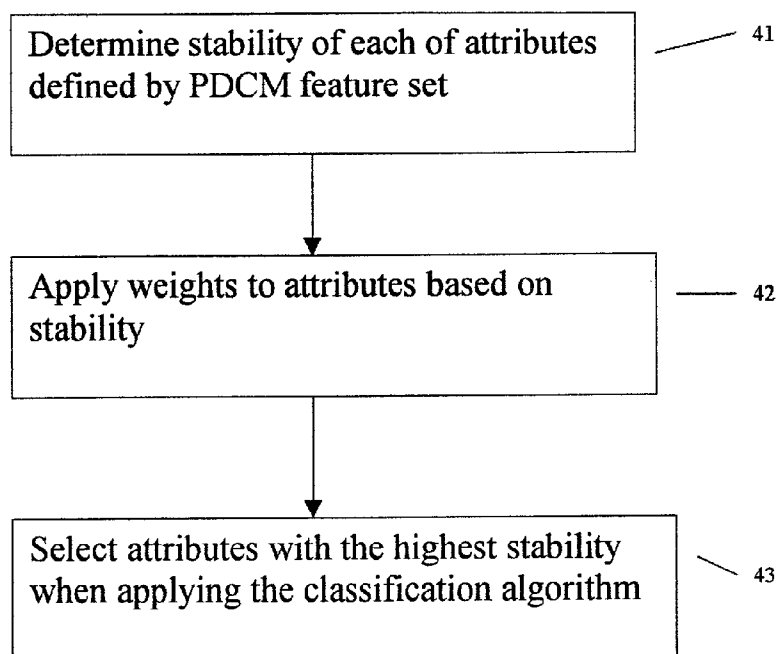 Determine stability of each of attributes
defined by PDCM feature set
41
Apply weights to attributes based on
stability
42
Select attributes with the highest stability
when applying the classification algorithm
43